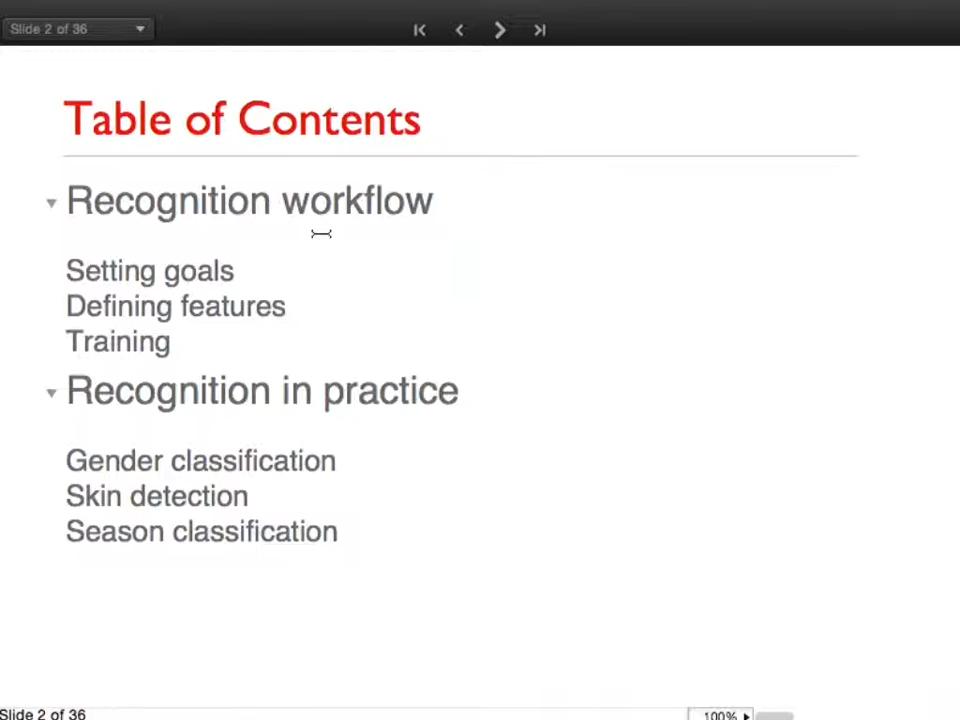 Slide 2 of 36
Table of Contents
Recognition workflow
Setting goals
Defining features
Training
Recognition in practice
Gender classification
Skin detection
Season classification
Slide 2 of 36
100%